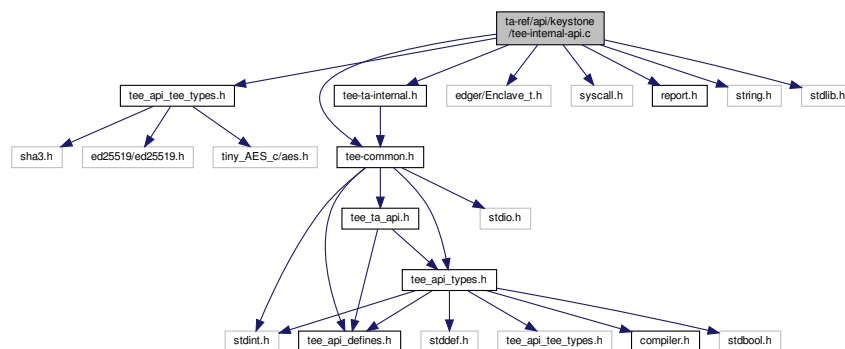 ta-ref/api/keystone
/tee-internal-api.c
tee_api_tee_types.h
tee-ta-internal.h
edger/Enclave_t.h
syscall.h
report.h
string.h
stdlib.h
sha3.h
ed25519/ed25519.h
tiny_AES_c/aes.h
tee-common.h
tee_ta_api.h
stdio.h
tee_api_types.h
stdint.h
tee_api_defines.h
stddef.h
tee_api_tee_types.h
compiler.h
stdbool.h